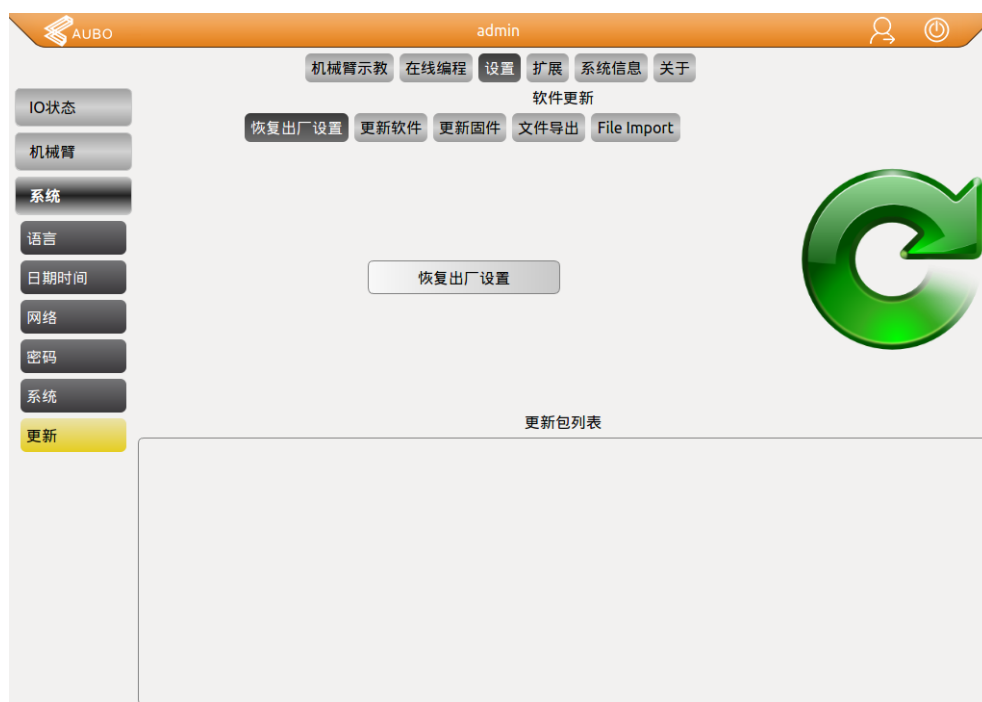 AUBO admin
机械臂示教 在线编程 设置 扩展 系统信息 关于
软件更新
恢复出厂设置 更新软件 更新固件 文件导出 File Import
IO状态
机械臂
系统
语言
日期时间
网络
密码
系统
更新
恢复出厂设置
更新包列表